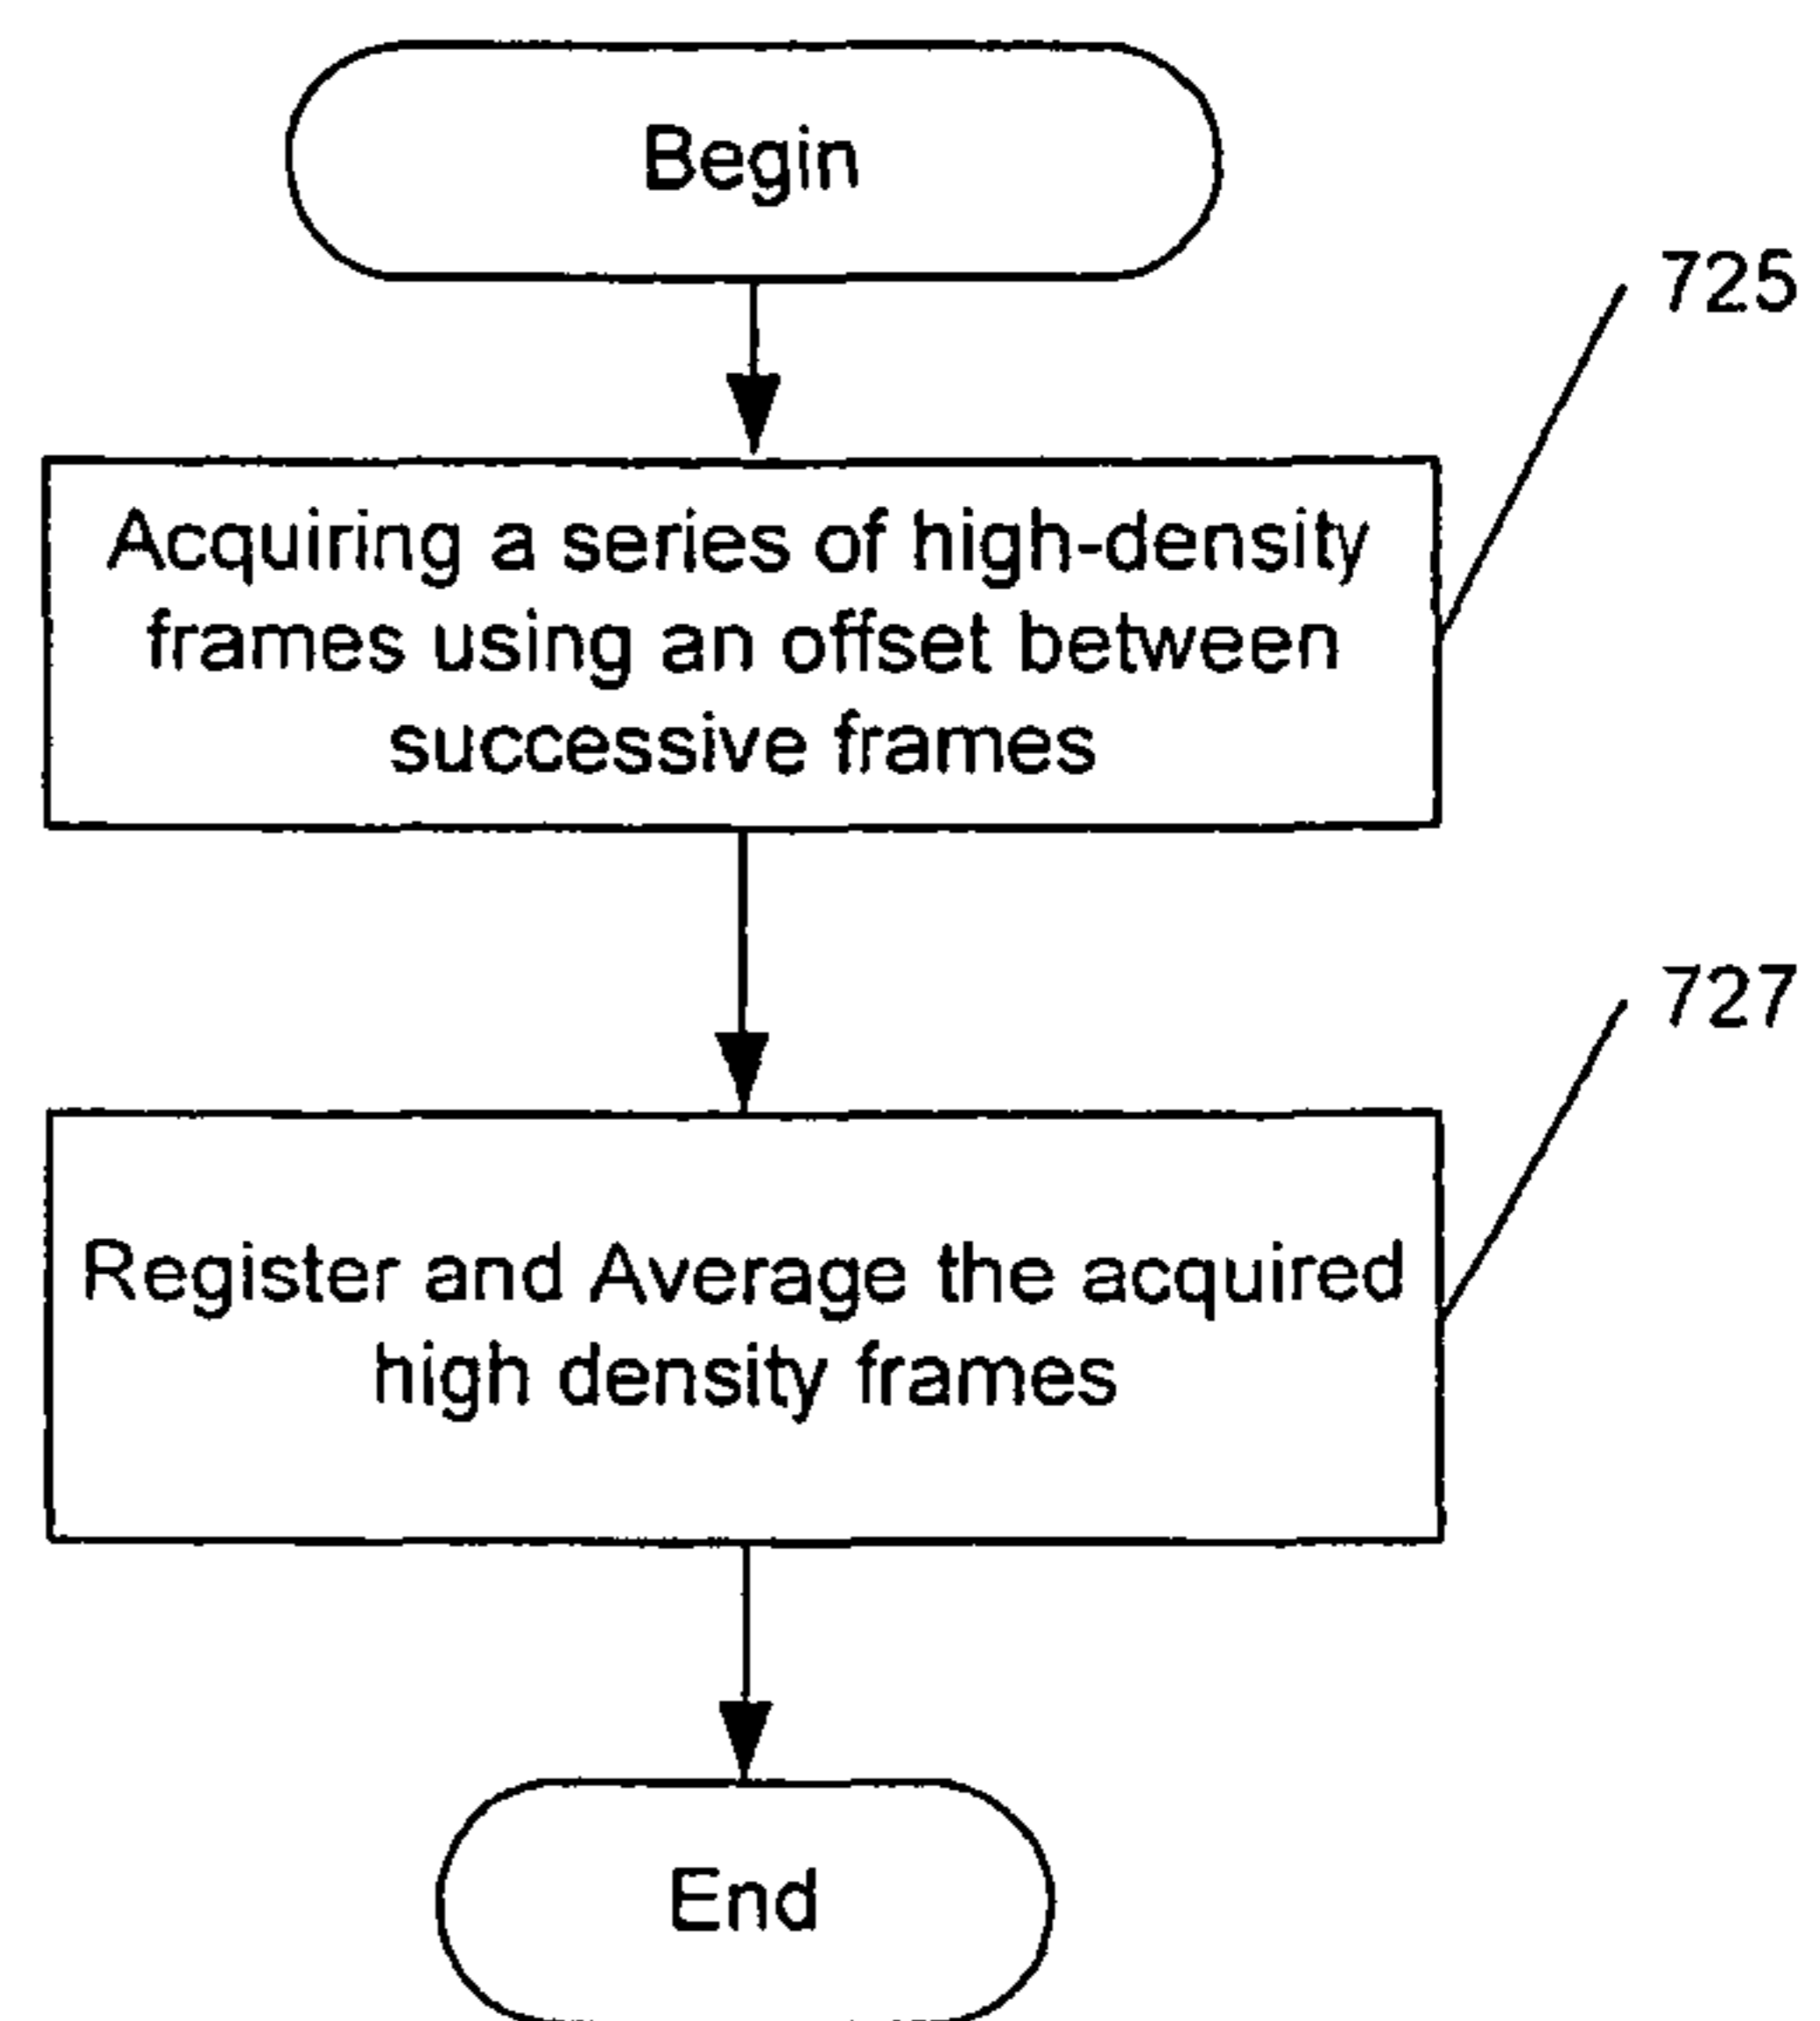 Begin
725
Acquiring a series of high-density
frames using an offset between
successive frames
727
Register and Average the acquired
high density frames
End